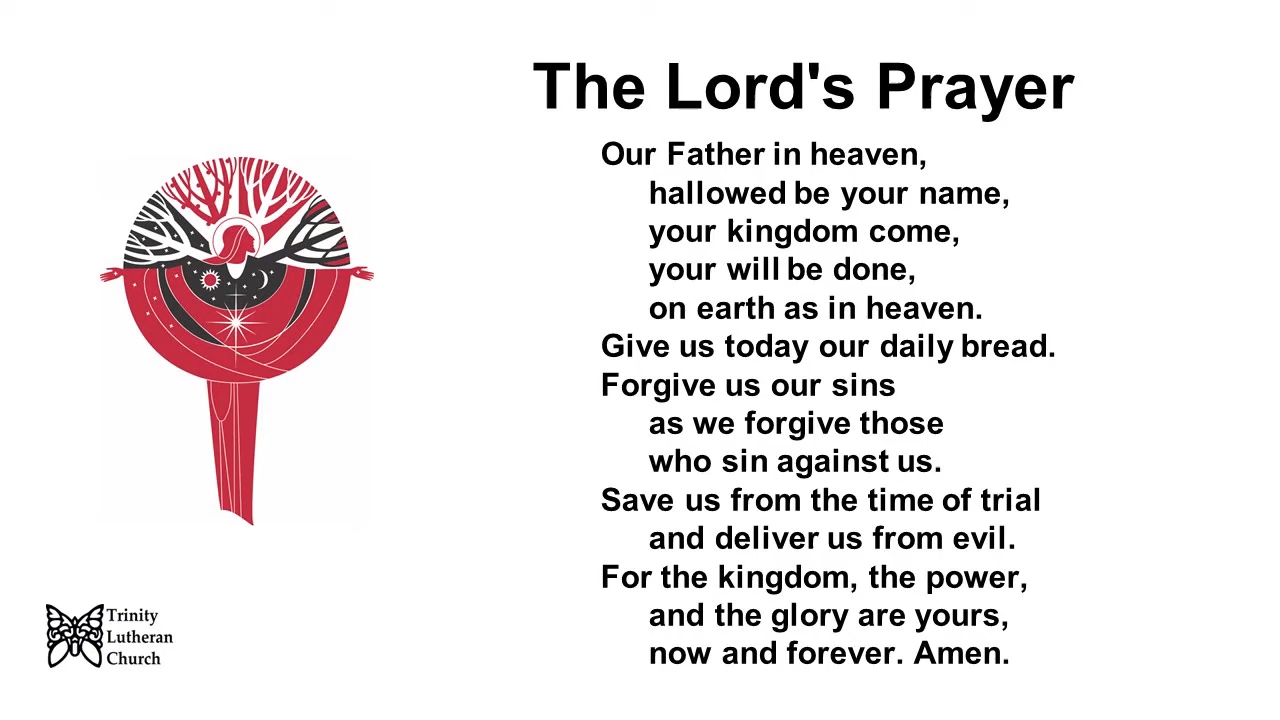 The Lord's Prayer
Our Father in heaven,
hallowed be your name,
your kingdom come,
your will be done,
on earth as in heaven.
Give us today our daily bread.
Forgive us our sins
as we forgive those
who sin against us.
Save us from the time of trial
and deliver us from evil.
For the kingdom, the power,
and the glory are yours,
now and forever. Amen.
Trinity
Lutheran
Church